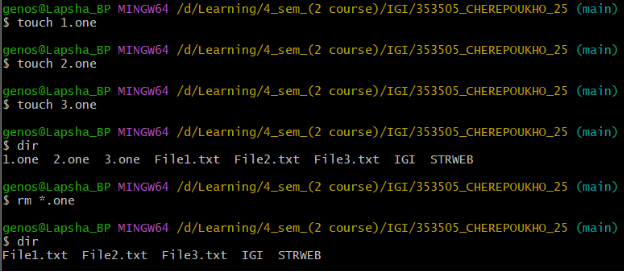 genos@Lapsha_BP MINGW64 /d/Learning/4_sem_(2 course)/IGI/353505_CHEREPOUKHO_25 (main)
$ touch 1.one
genos@Lapsha_BP MINGW64 /d/Learning/4_sem_(2 course)/IGI/353505_CHEREPOUKHO_25 (main)
$ touch 2.one
genos@Lapsha_BP MINGW64 /d/Learning/4_sem_(2 course)/IGI/353505_CHEREPOUKHO_25 (main)
$ touch 3.one
genos@Lapsha_BP MINGW64 /d/Learning/4_sem_(2 course)/IGI/353505_CHEREPOUKHO_25 (main)
$ dir
1.one  2.one  3.one  File1.txt  File2.txt  File3.txt  IGI  STRWEB
genos@Lapsha_BP MINGW64 /d/Learning/4_sem_(2 course)/IGI/353505_CHEREPOUKHO_25 (main)
$ rm *.one
genos@Lapsha_BP MINGW64 /d/Learning/4_sem_(2 course)/IGI/353505_CHEREPOUKHO_25 (main)
$ dir
File1.txt  File2.txt  File3.txt  IGI  STRWEB